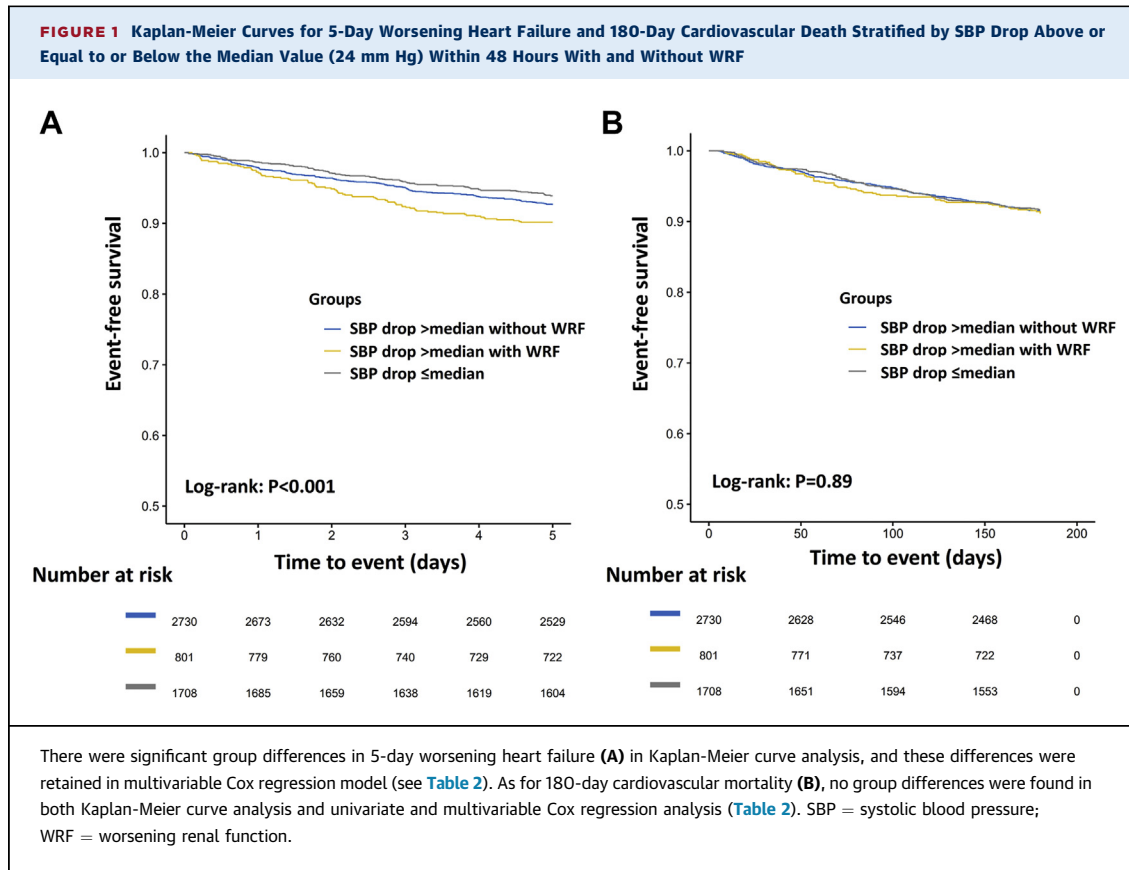 FIGURE 1 Kaplan-Meier Curves for 5-Day Worsening Heart Failure and 180-Day Cardiovascular Death Stratified by SBP Drop Above or
Equal to or Below the Median Value (24 mm Hg) Within 48 Hours With and Without WRF
A
1.0
0.9
0.8
0.7
0.6
0.5
Event-free survival
Groups
SBP drop >median without WRF
SBP drop >median with WRF
SBP drop ≤median
Log-rank: P<0.001
0 1 2 3 4 5
Time to event (days)
Number at risk
2730 2673 2632 2594 2560 2529
801 779 760 740 729 722
1708 1685 1659 1638 1619 1604
B
1.0
0.9
0.8
0.7
0.6
0.5
Event-free survival
Groups
SBP drop >median without WRF
SBP drop >median with WRF
SBP drop ≤median
Log-rank: P=0.89
0 50 100 150 200
Time to event (days)
Number at risk
2730 2628 2546 2468 0
801 771 737 722 0
1708 1651 1594 1553 0
There were significant group differences in 5-day worsening heart failure (A) in Kaplan-Meier curve analysis, and these differences were
retained in multivariable Cox regression model (see Table 2). As for 180-day cardiovascular mortality (B), no group differences were found in
both Kaplan-Meier curve analysis and univariate and multivariable Cox regression analysis (Table 2). SBP = systolic blood pressure;
WRF = worsening renal function.